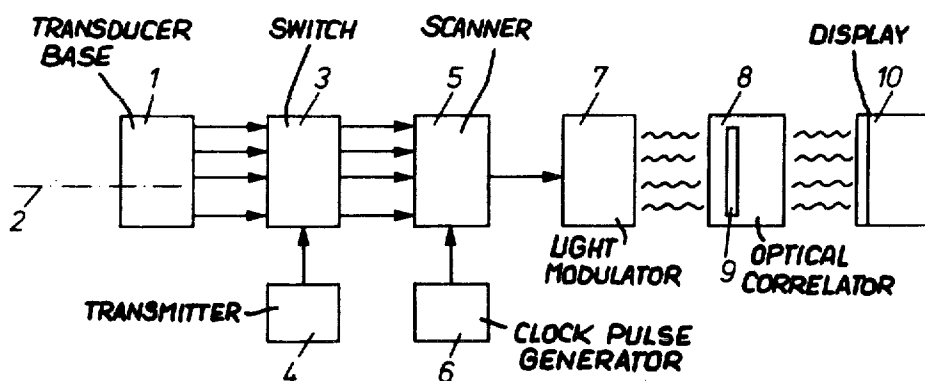 TRANSDUCER
BASE
SWITCH
SCANNER
DISPLAY
1
3
5
7
8
10
2
LIGHT
MODULATOR
9
OPTICAL
CORRELATOR
TRANSMITTER
4
6
CLOCK PULSE
GENERATOR